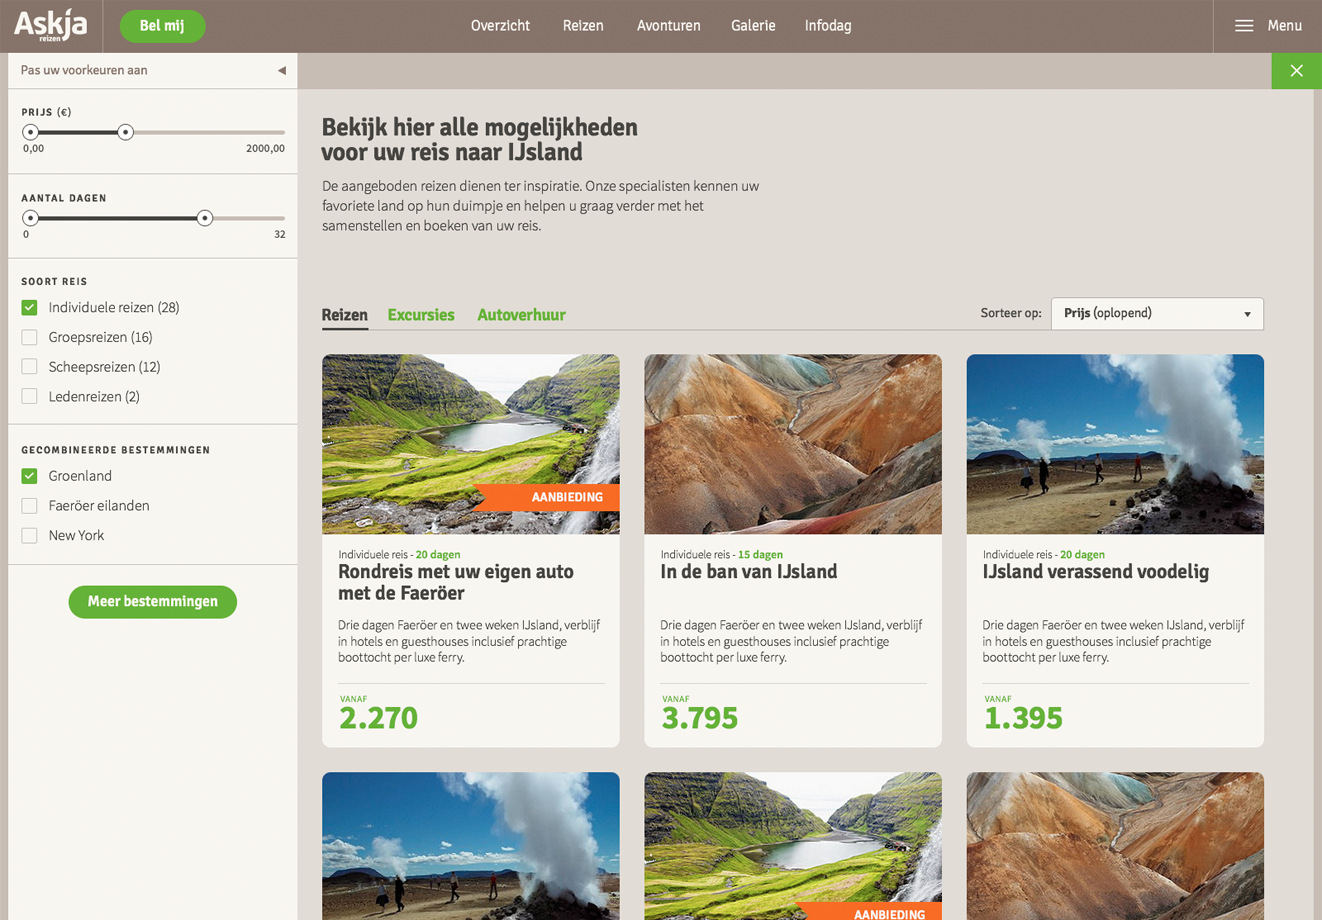 Askja
reizen
Bel mij
Overzicht
Reizen
Avonturen
Galerie
Infodag
Menu
Pas uw voorkeuren aan
PRIJS (€)
0,00
2000,00
AANTAL DAGEN
0
32
SOORT REIS
Individuele reizen (28)
Groepsreizen (16)
Scheepsreizen (12)
Ledenreizen (2)
GECOMBINEERDE BESTEMMINGEN
Groenland
Faeröer eilanden
New York
Meer bestemmingen
Bekijk hier alle mogelijkheden
voor uw reis naar IJsland
De aangeboden reizen dienen ter inspiratie. Onze specialisten kennen uw
favoriete land op hun duimpje en helpen u graag verder met het
samenstellen en boeken van uw reis.
Reizen
Excursies
Autoverhuur
Sorteer op:
Prijs (oplopend)
AANBIEDING
Individuele reis - 20 dagen
Rondreis met uw eigen auto
met de Faeröer
Drie dagen Faeröer en twee weken IJsland, verblijf
in hotels en guesthouses inclusief prachtige
boottocht per luxe ferry.
VANAF
2.270
Individuele reis - 15 dagen
In de ban van IJsland
Drie dagen Faeröer en twee weken IJsland, verblijf
in hotels en guesthouses inclusief prachtige
boottocht per luxe ferry.
VANAF
3.795
Individuele reis - 20 dagen
IJsland verassend voodelig
Drie dagen Faeröer en twee weken IJsland, verblijf
in hotels en guesthouses inclusief prachtige
boottocht per luxe ferry.
VANAF
1.395
AANBIEDING